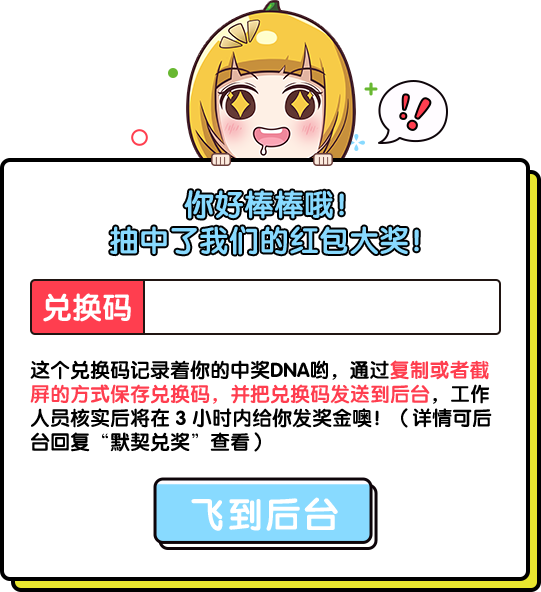 !!
你好棒棒哦!
抽中了我们的红包大奖!
兑换码
这个兑换码记录着你的中奖DNA哟，通过复制或者截
屏的方式保存兑换码，并把兑换码发送到后台，工作
人员核实后将在 3 小时内给你发奖金噢!（详情可后
台回复“默契兑奖”查看）
飞到后台